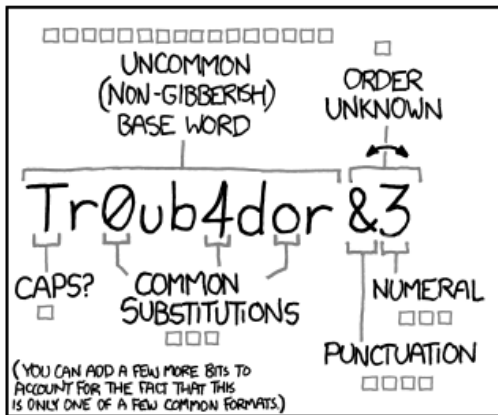 UNCOMMON
(NON-GIBBERISH)
BASE WORD
ORDER
UNKNOWN
Tr0ub4dor &3
CAPS?
COMMON
SUBSTITUTIONS
NUMERAL
PUNCTUATION
(YOU CAN ADD A FEW MORE BITS TO
ACCOUNT FOR THE FACT THAT THIS
IS ONLY ONE OF A FEW COMMON FORMATS.)